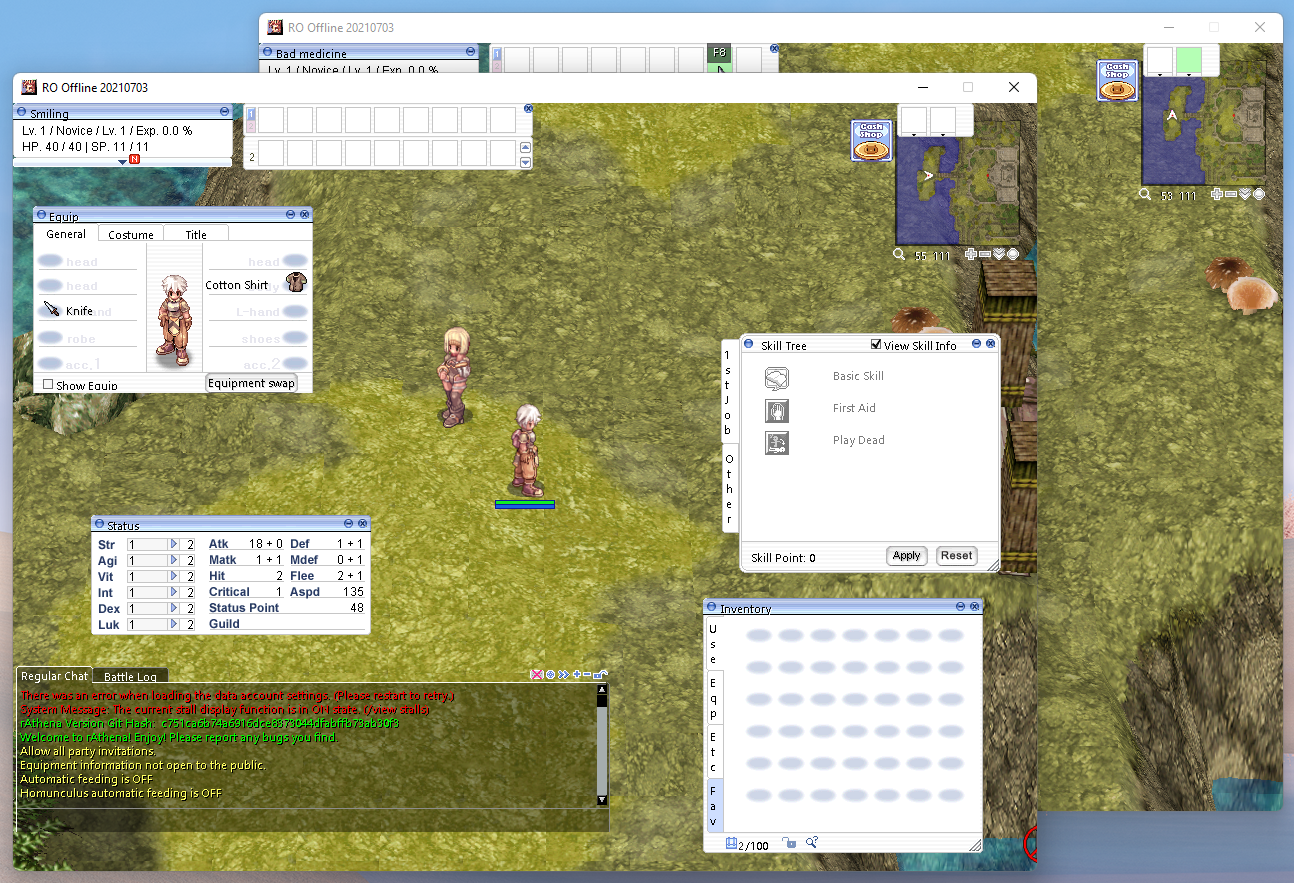 RO Offline 20210703
Bad medicine
Lv. 1 / Novice / Lv. 1 / Exp. 0.0 %
1
2
F8
Cash Shop
53 111
RO Offline 20210703
Smiling
Lv. 1 / Novice / Lv. 1 / Exp. 0.0 %
HP. 40 / 40 | SP. 11 / 11
N
1
2
2
Cash Shop
55 111
Equip
General Costume Title
head head
head Cotton Shirt
Knife L-hand
robe shoes
acc.1 acc.2
Show Equip Equipment swap
Skill Tree View Skill Info
1st Job
Other
Basic Skill
First Aid
Play Dead
Skill Point: 0 Apply Reset
Status
Str 1 2 Atk 18 + 0 Def 1 + 1
Agi 1 2 Matk 1 + 1 Mdef 0 + 1
Vit 1 2 Hit 2 Flee 2 + 1
Int 1 2 Critical 1 Aspd 135
Dex 1 2 Status Point 48
Luk 1 2 Guild
Inventory
Use
Eqp
Etc
Fav
2/100
Regular Chat Battle Log
There was an error when loading the data account settings. (Please restart to retry.)
System Message: The current stall display function is in ON state. (/view stalls)
rAthena Version Git Hash: c751ca6b74a6916dce8373044dfabffb73ab30f3
Welcome to rAthena! Enjoy! Please report any bugs you find.
Allow all party invitations.
Equipment information not open to the public.
Automatic feeding is OFF
Homunculus automatic feeding is OFF